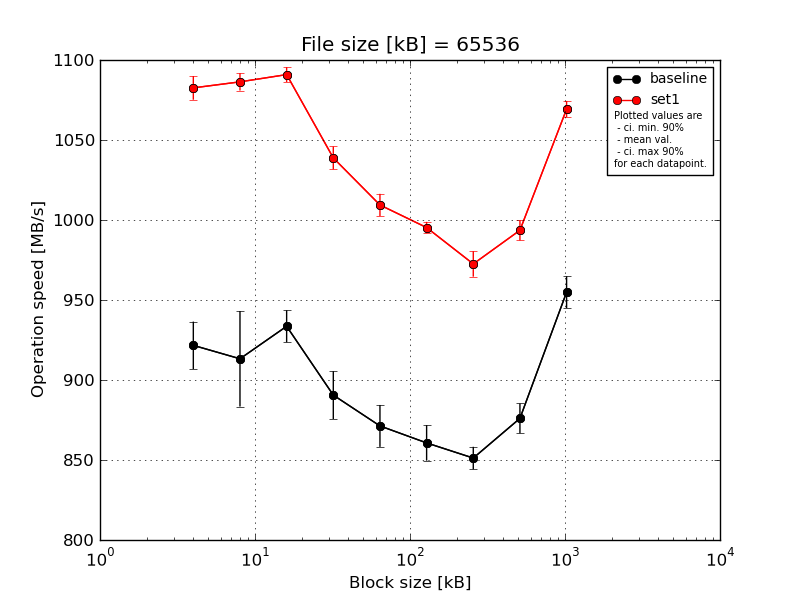 File size [kB] = 65536
1100
1050
1000
950
900
850
800
Operation speed [MB/s]
baseline
set1
Plotted values are
- ci. min. 90%
- mean val.
- ci. max 90%
for each datapoint.
10^0 10^1 10^2 10^3 10^4
Block size [kB]